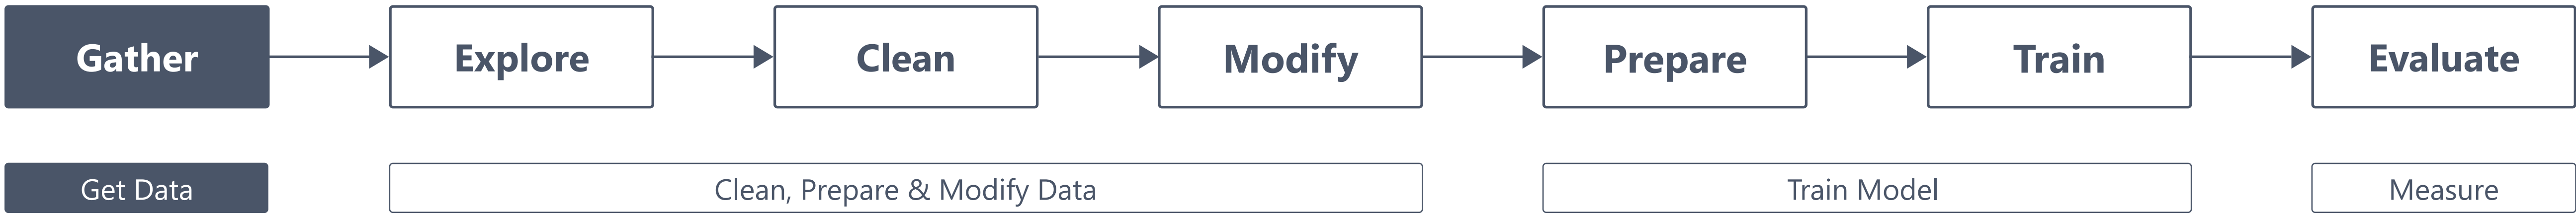 Gather
Explore
Clean
Modify
Prepare
Train
Evaluate
Get Data
Clean, Prepare & Modify Data
Train Model
Measure